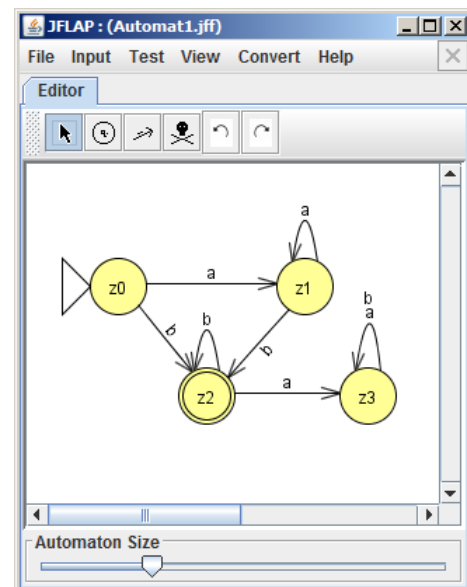 JFLAP : (Automat1.jff)
File Input Test View Convert Help
Editor
a
b
z0
a
z1
b
a
b
b
b
z2
a
z3
Automaton Size